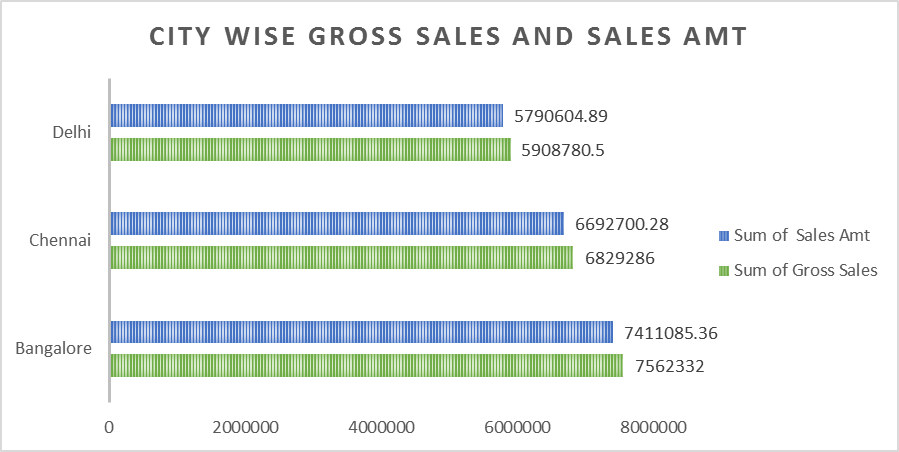 CITY WISE GROSS SALES AND SALES AMT
Delhi
5790604.89
5908780.5
Chennai
6692700.28
6829286
Bangalore
7411085.36
7562332
Sum of Sales Amt
Sum of Gross Sales
0 2000000 4000000 6000000 8000000